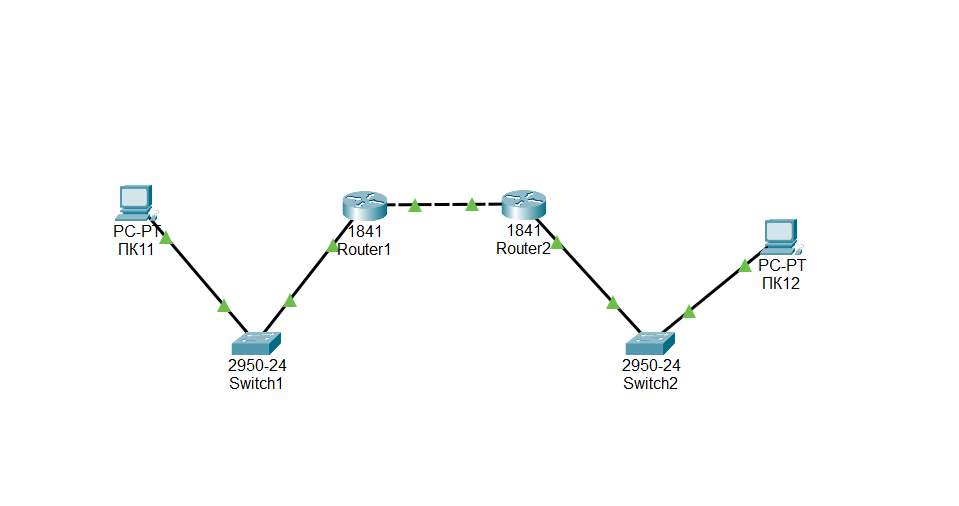 PC-PT
ПК11
1841
Router1
1841
Router2
PC-PT
ПК12
2950-24
Switch1
2950-24
Switch2